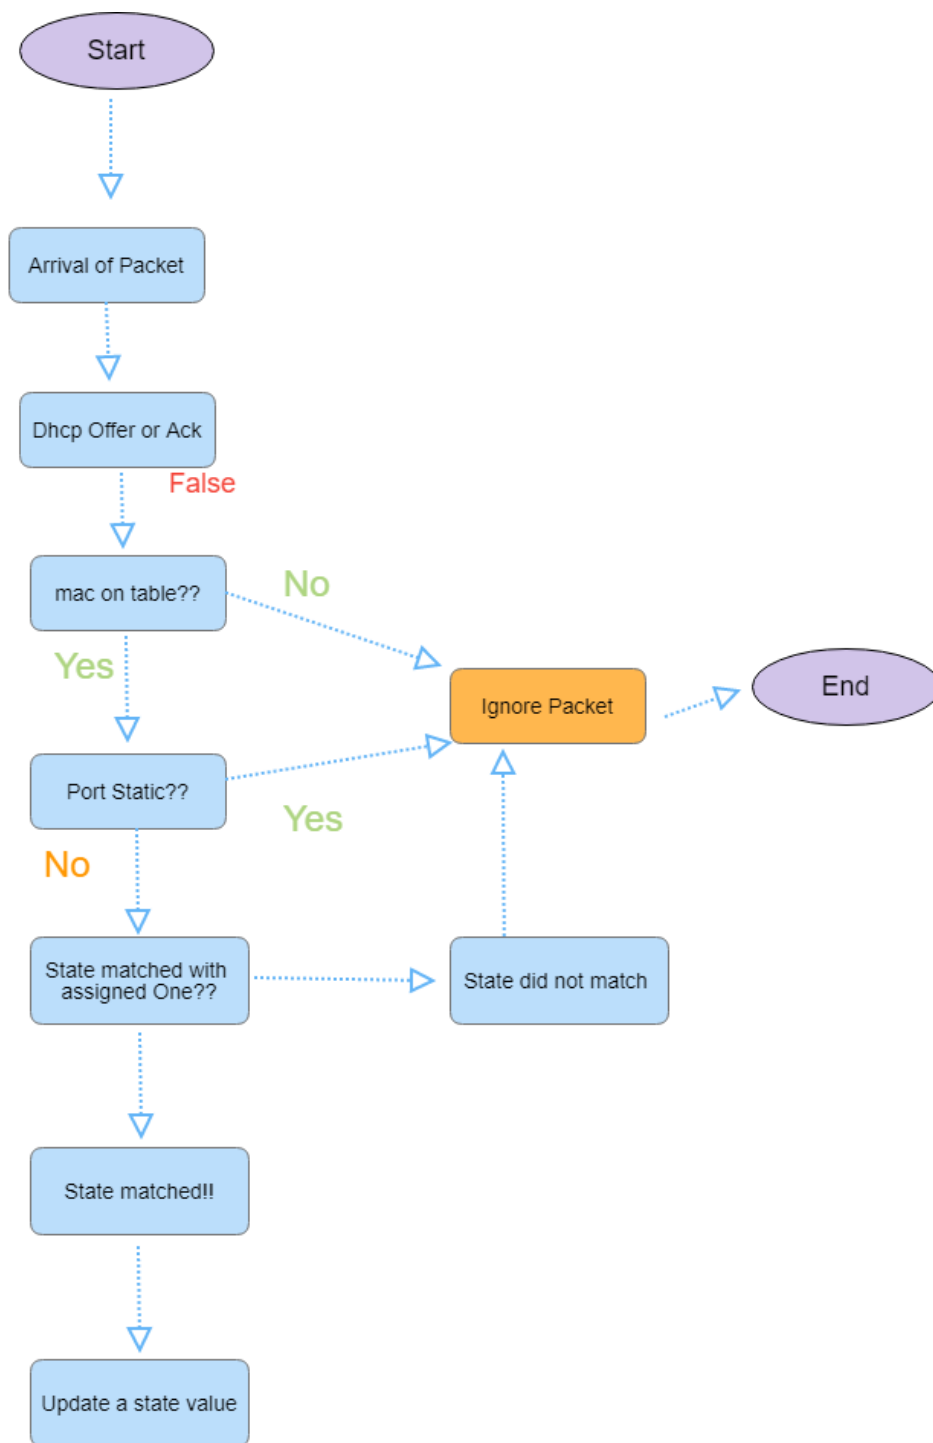 Start
Arrival of Packet
Dhcp Offer or Ack
False
mac on table??
No
Yes
Ignore Packet
End
Port Static??
Yes
No
State matched with
assigned One??
State did not match
State matched!!
Update a state value